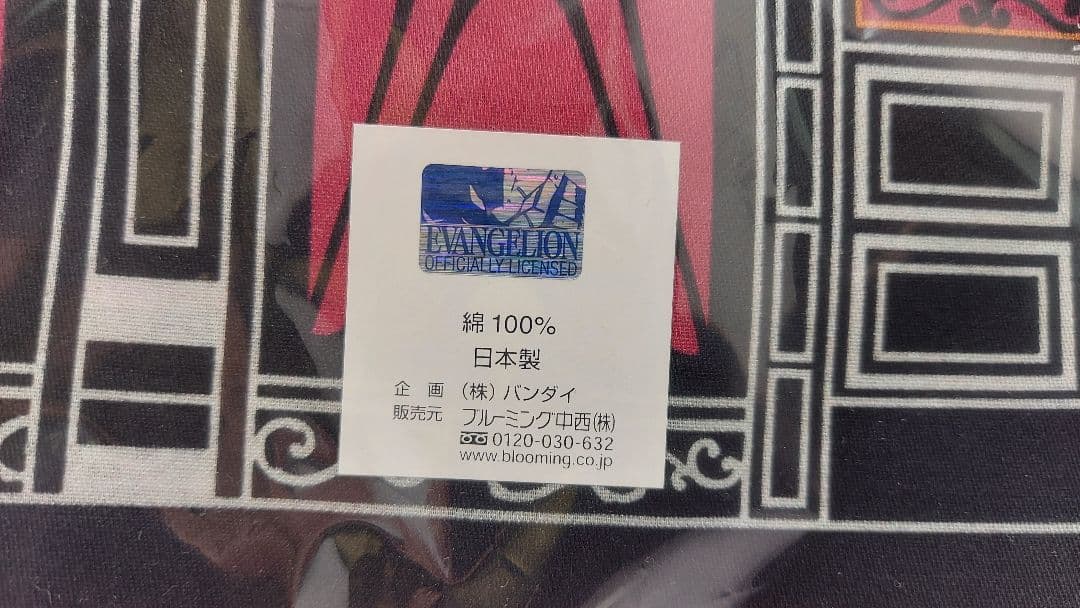 EVANGELION
OFFICIALLY LICENSED
綿 100%
日本製
企 画 (株) バンダイ
販売元 ブルーミング中西(株)
0120-030-632
www.blooming.co.jp